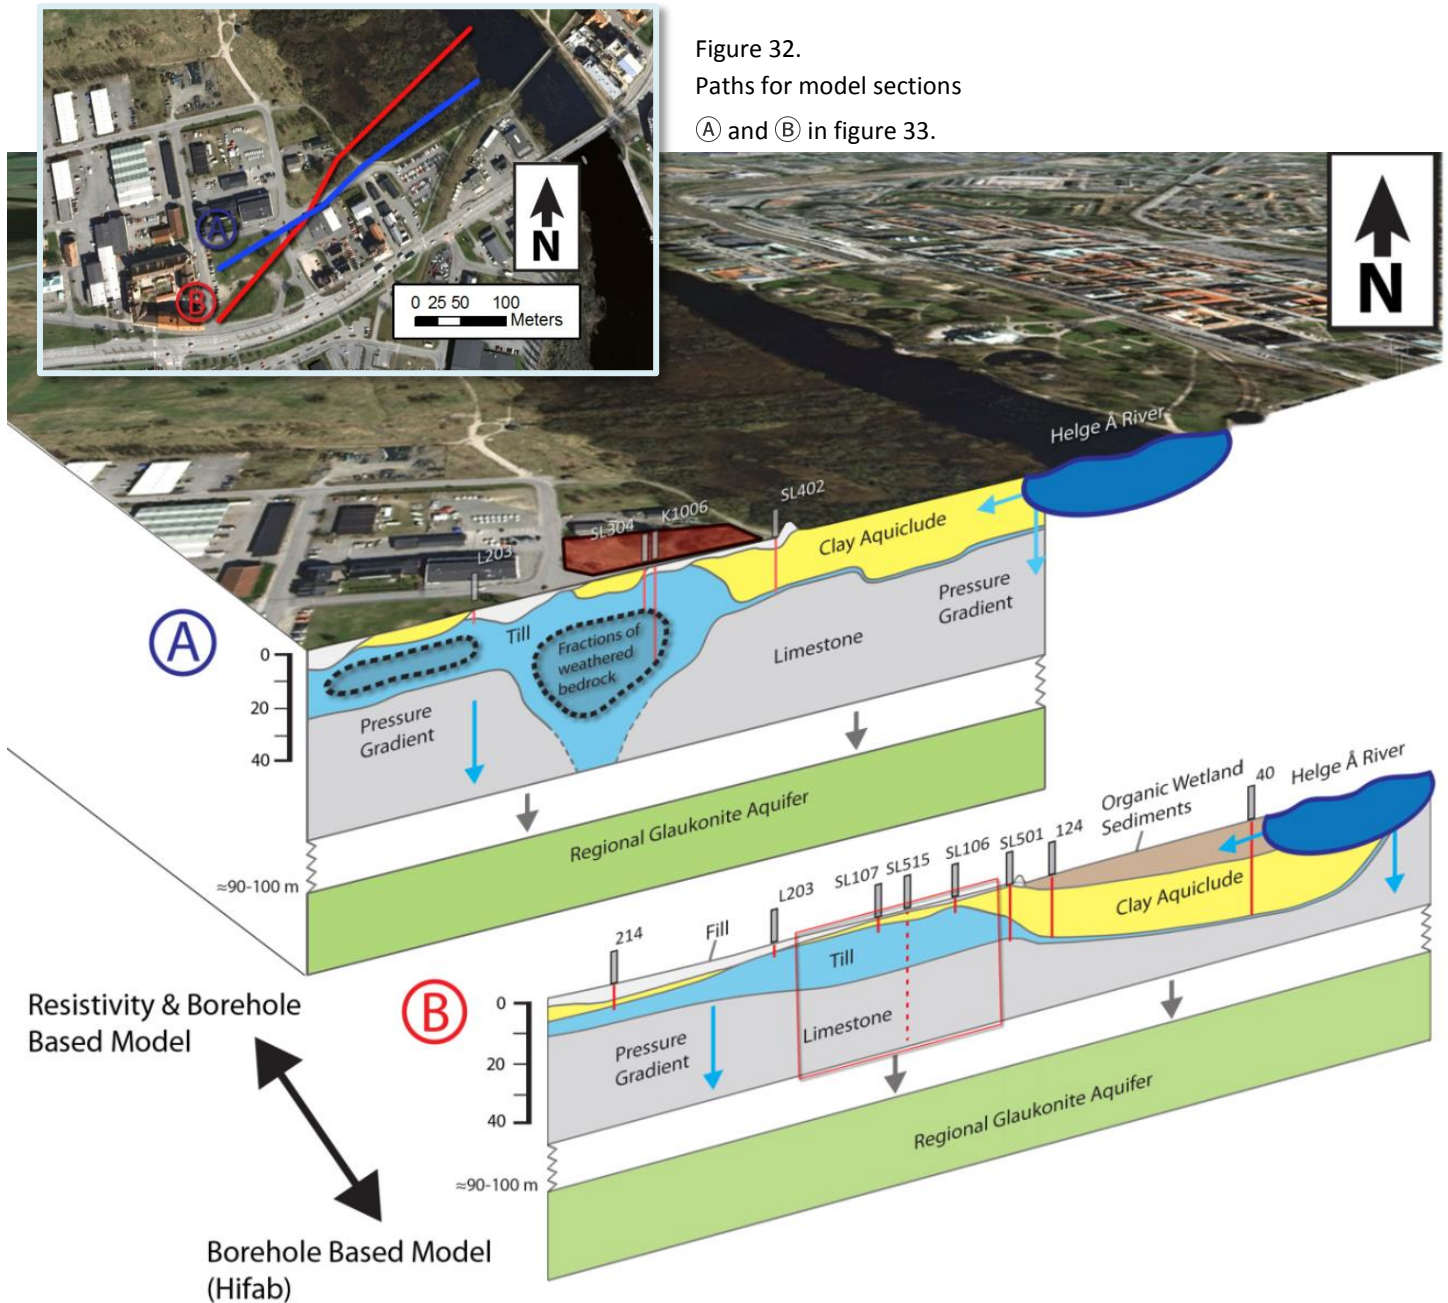 Figure 32.
Paths for model sections
Ⓐ and Ⓑ in figure 33.
A
B
N
0 25 50 100
Meters
N
Helge Å River
SL402
K1006
SL304
L203
Clay Aquiclude
A
0
20
40
Till
Fractions of
weathered
bedrock
Limestone
Pressure
Gradient
Pressure
Gradient
Regional Glaukonite Aquifer
≈90-100 m
Helge Å River
40
Organic Wetland
Sediments
124
SL501
SL106
SL515
SL107
L203
214
Fill
Clay Aquiclude
Till
Limestone
B
0
20
40
Pressure
Gradient
Regional Glaukonite Aquifer
≈90-100 m
Resistivity & Borehole
Based Model
Borehole Based Model
(Hifab)